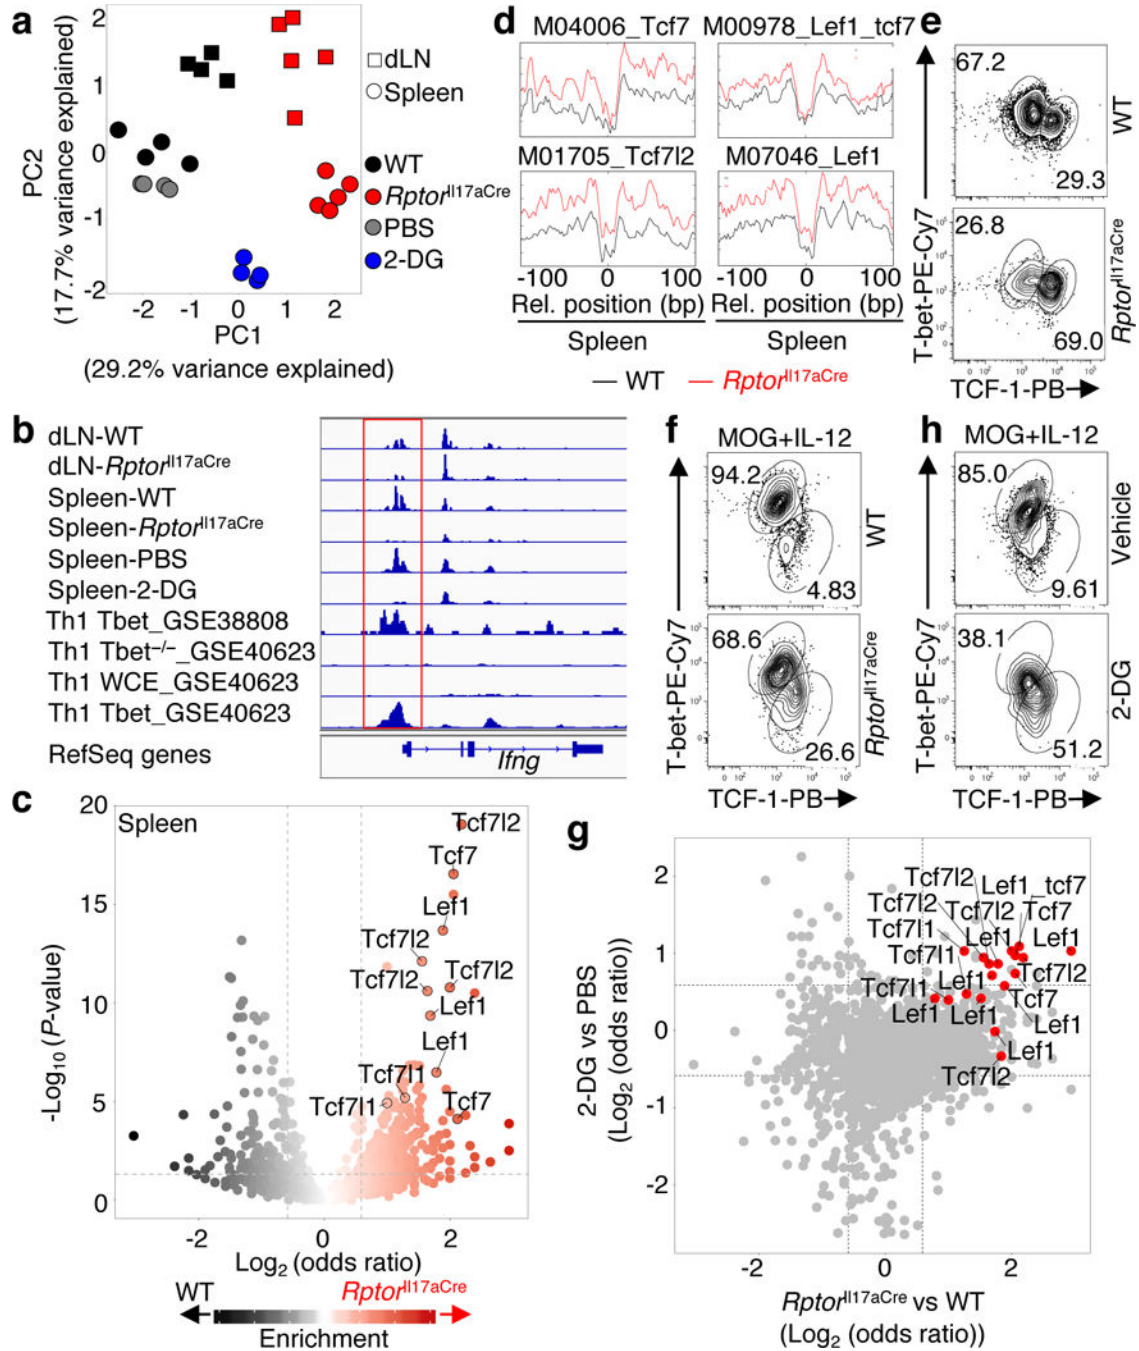 a
2
1
0
-1
-2
PC2
(17.7% variance explained)
-2 -1 0 1 2
PC1
(29.2% variance explained)
dLN
Spleen
WT
Rptor^Il17aCre
PBS
2-DG
d
M04006_Tcf7 M00978_Lef1_tcf7
M01705_Tcf7l2 M07046_Lef1
-100 100 -100 100
Rel. position (bp) Rel. position (bp)
Spleen Spleen
WT Rptor^Il17aCre
e
67.2
29.3
WT
26.8
69.0
Rptor^Il17aCre
T-bet-PE-Cy7
TCF-1-PB
b
dLN-WT
dLN-Rptor^Il17aCre
Spleen-WT
Spleen-Rptor^Il17aCre
Spleen-PBS
Spleen-2-DG
Th1 Tbet_GSE38808
Th1 Tbet^-/-_GSE40623
Th1 WCE_GSE40623
Th1 Tbet_GSE40623
RefSeq genes
Ifng
f
MOG+IL-12
94.2
4.83
WT
68.6
26.6
Rptor^Il17aCre
T-bet-PE-Cy7
TCF-1-PB
h
MOG+IL-12
85.0
9.61
Vehicle
38.1
51.2
2-DG
T-bet-PE-Cy7
TCF-1-PB
c
Spleen
20
15
10
5
0
-Log10 (P-value)
Tcf7l2
Tcf7
Lef1
Tcf7l2
Tcf7l2 Tcf7l2
Lef1
Lef1
Tcf7l1
Tcf7l1 Tcf7
-2 0 2
Log2 (odds ratio)
WT Rptor^Il17aCre
Enrichment
g
2
1
0
-1
-2
2-DG vs PBS
(Log2 (odds ratio))
Tcf7l2 Lef1_tcf7
Tcf7l2 Tcf7l2 Tcf7
Tcf7l1 Lef1
Tcf7l1
Lef1 Tcf7l2
Tcf7l1 Tcf7
Lef1 Lef1 Lef1
Lef1
Tcf7l2
-2 0 2
Rptor^Il17aCre vs WT
(Log2 (odds ratio))